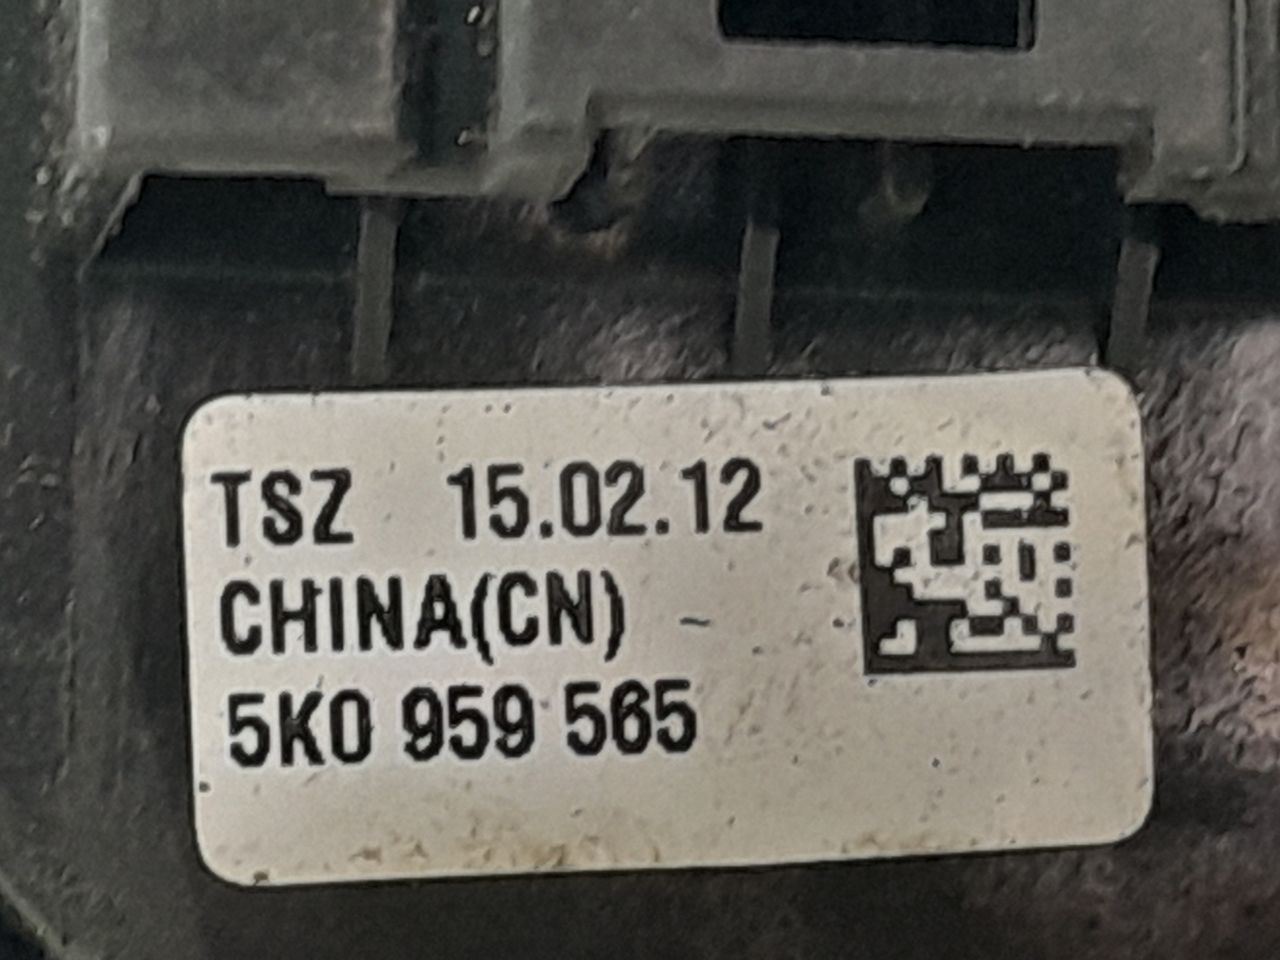 TSZ 15.02.12
CHINA(CN)
5K0 959 565